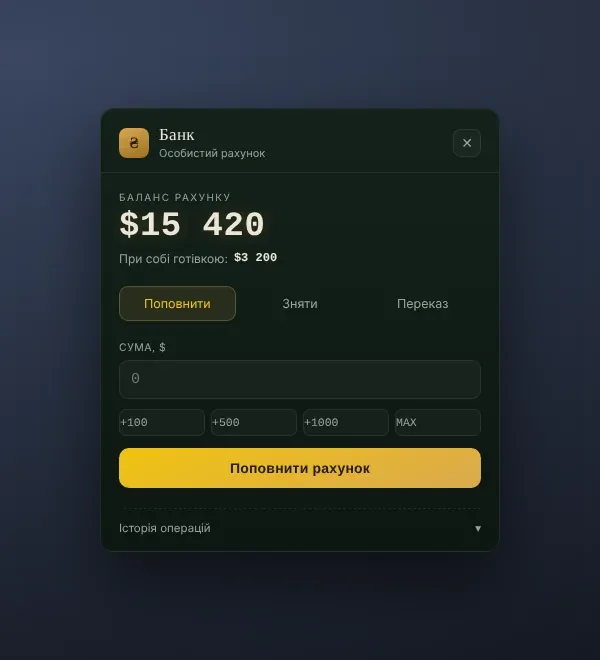 ₴
Банк
Особистий рахунок
✕
БАЛАНС РАХУНКУ
$15 420
При собі готівкою: $3 200
Поповнити Зняти Переказ
СУМА, $
0
+100 +500 +1000 MAX
Поповнити рахунок
Історія операцій ▾